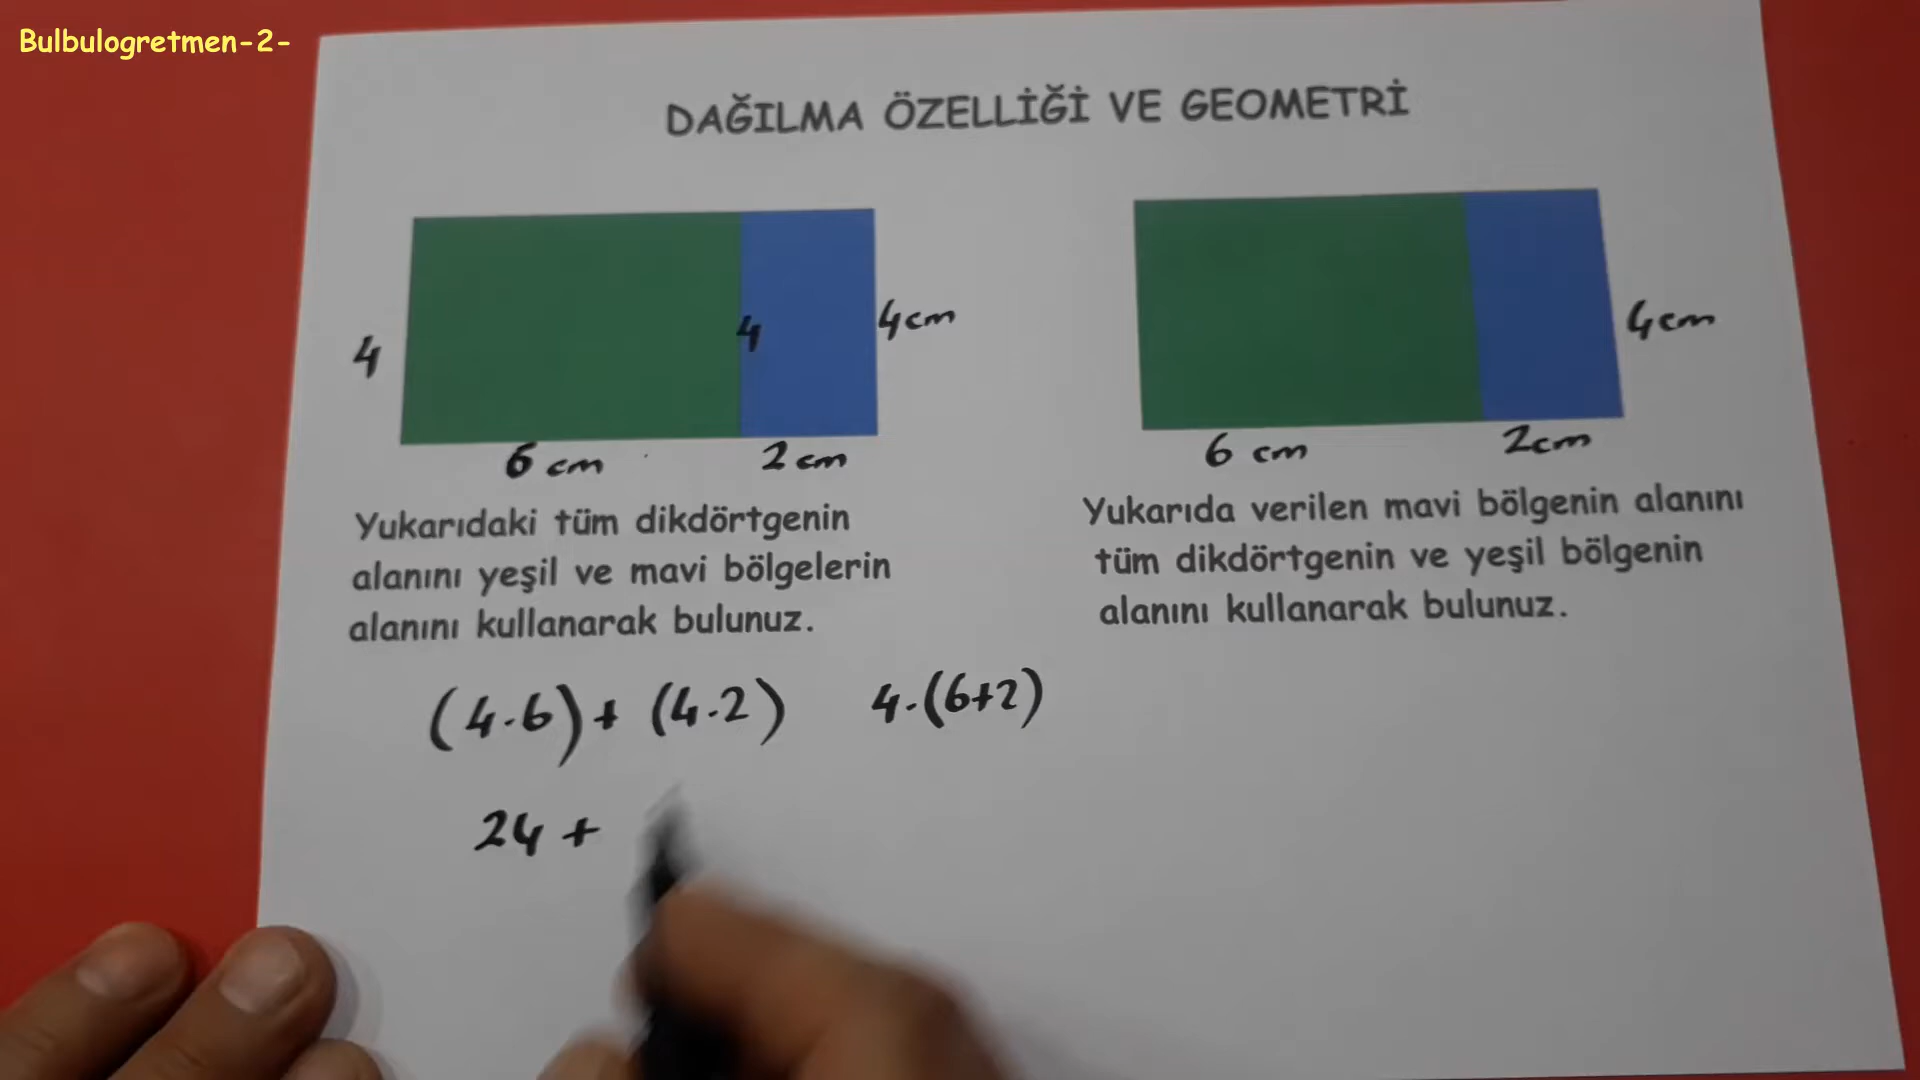 Bulbulogretmen-2-
DAĞILMA ÖZELLİĞİ VE GEOMETRİ
4
4
4cm
6 cm
2 cm
Yukarıdaki tüm dikdörtgenin
alanını yeşil ve mavi bölgelerin
alanını kullanarak bulunuz.
(4.6)+ (4.2) 4.(6+2)
24 +
4cm
6 cm
2cm
Yukarıda verilen mavi bölgenin alanını
tüm dikdörtgenin ve yeşil bölgenin
alanını kullanarak bulunuz.